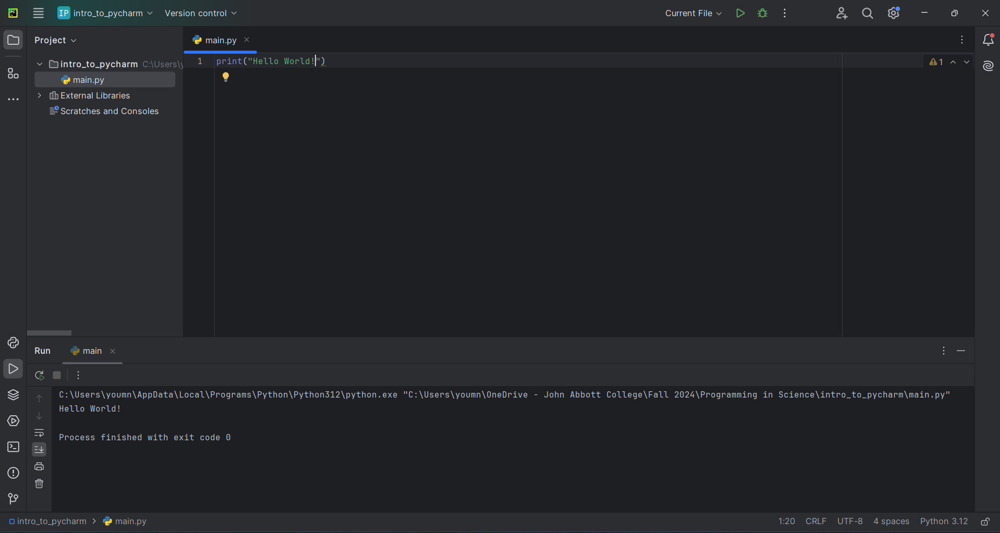 PC
IP intro_to_pycharm Version control Current File
Project
main.py
intro_to_pycharm C:\Users\y
main.py
External Libraries
Scratches and Consoles
1 print("Hello World!")
1
Run main
C:\Users\youmn\AppData\Local\Programs\Python\Python312\python.exe "C:\Users\youmn\OneDrive - John Abbott College\Fall 2024\Programming in Science\intro_to_pycharm\main.py"
Hello World!
Process finished with exit code 0
intro_to_pycharm > main.py 1:20 CRLF UTF-8 4 spaces Python 3.12